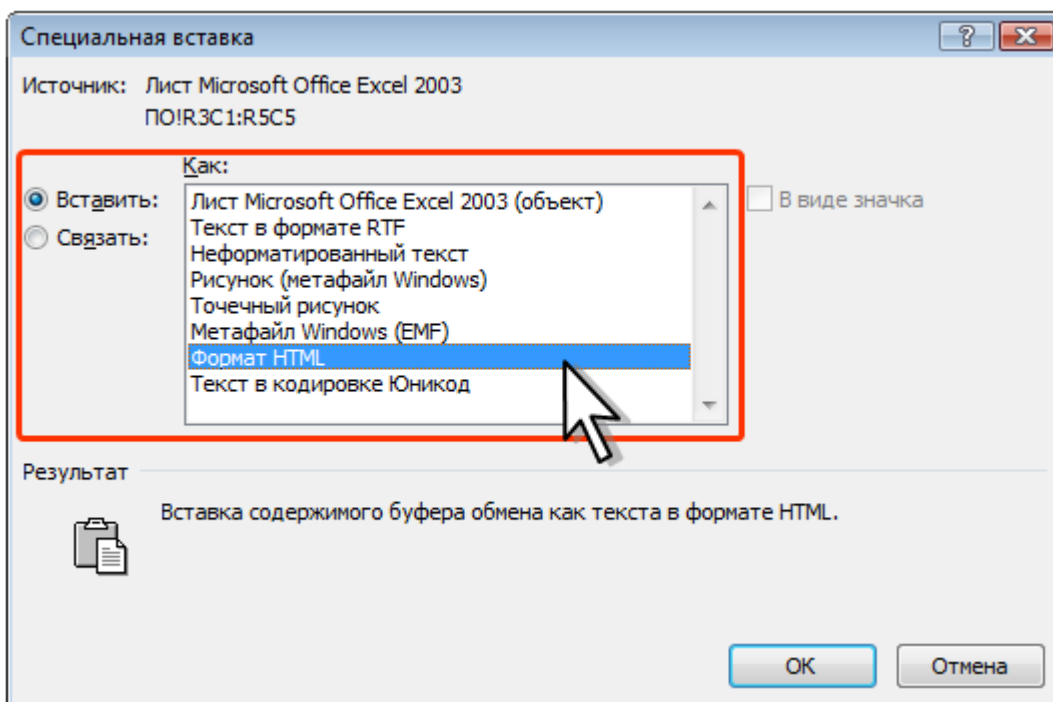 Специальная вставка
Источник: Лист Microsoft Office Excel 2003
ПО!R3C1:R5C5
Как:
Вставить:
Связать:
Лист Microsoft Office Excel 2003 (объект)
Текст в формате RTF
Неформатированный текст
Рисунок (метафайл Windows)
Точечный рисунок
Метафайл Windows (EMF)
Формат HTML
Текст в кодировке Юникод
В виде значка
Результат
Вставка содержимого буфера обмена как текста в формате HTML.
ОК
Отмена